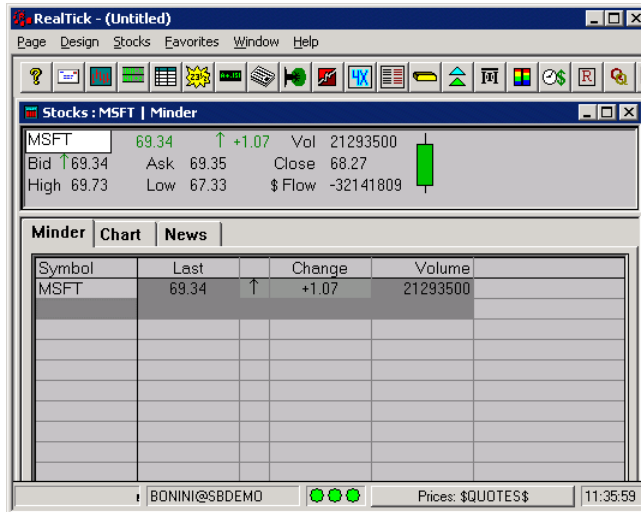 RealTick - (Untitled)
Page Design Stocks Favorites Window Help
? 4X $ R
Stocks : MSFT | Minder
MSFT 69.34 ↑ +1.07 Vol 21293500
Bid ↑69.34 Ask 69.35 Close 68.27
High 69.73 Low 67.33 $ Flow -32141809
Minder Chart News
Symbol Last Change Volume
MSFT 69.34 ↑ +1.07 21293500
BONINI@SBDEMO Prices: $QUOTES$ 11:35:59